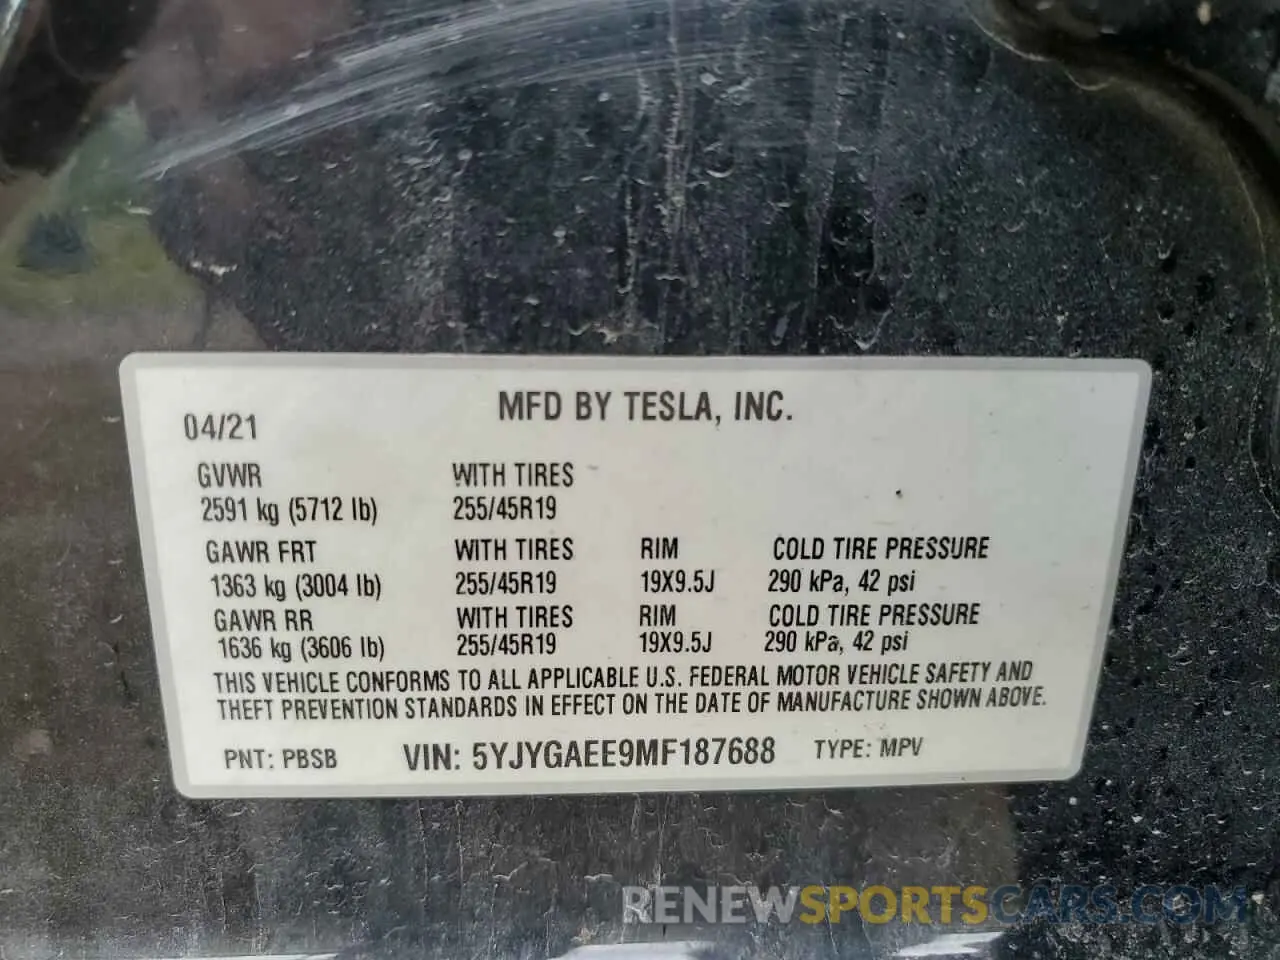 MFD BY TESLA, INC.
04/21
GVWR WITH TIRES
2591 kg (5712 lb) 255/45R19
GAWR FRT WITH TIRES RIM COLD TIRE PRESSURE
1363 kg (3004 lb) 255/45R19 19X9.5J 290 kPa, 42 psi
GAWR RR WITH TIRES RIM COLD TIRE PRESSURE
1636 kg (3606 lb) 255/45R19 19X9.5J 290 kPa, 42 psi
THIS VEHICLE CONFORMS TO ALL APPLICABLE U.S. FEDERAL MOTOR VEHICLE SAFETY AND
THEFT PREVENTION STANDARDS IN EFFECT ON THE DATE OF MANUFACTURE SHOWN ABOVE.
PNT: PBSB VIN: 5YJYGAEE9MF187688 TYPE: MPV
RENEWSPORTSCARS.COM